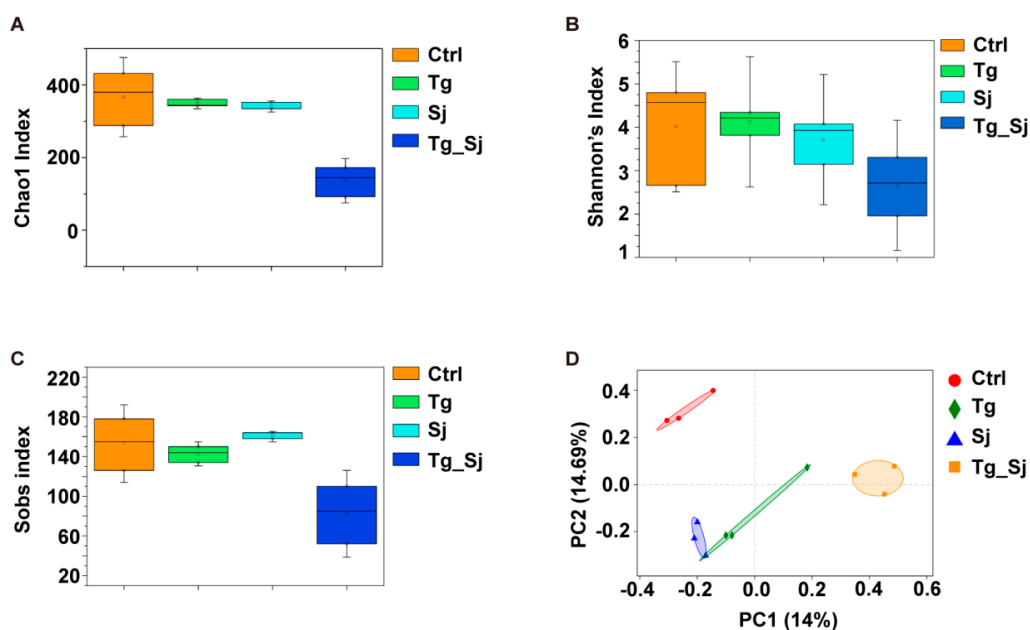 A
Chao1 Index
400
200
0
Ctrl
Tg
Sj
Tg_Sj
B
Shannon's Index
6
5
4
3
2
1
Ctrl
Tg
Sj
Tg_Sj
C
Sobs index
220
180
140
100
60
20
Ctrl
Tg
Sj
Tg_Sj
D
PC2 (14.69%)
0.4
0.2
0.0
-0.2
-0.4
-0.2
0.0
0.2
0.4
0.6
PC1 (14%)
Ctrl
Tg
Sj
Tg_Sj